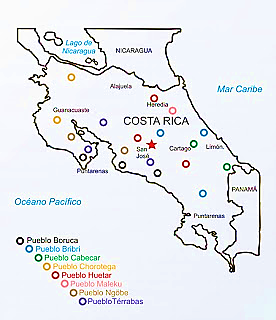 Lago de
Nicaragua
NICARAGUA
Mar Caribe
Alajuela
Heredia
Guanacaste
COSTA RICA
San
José
Cartago
Limón.
Puntarenas
PANAMÁ
Océano Pacífico
Puntarenas
Pueblo Boruca
Pueblo Bribri
Pueblo Cabecar
Pueblo Chorotega
Pueblo Huetar
Pueblo Maleku
Pueblo Ngöbe
PuebloTérrabas